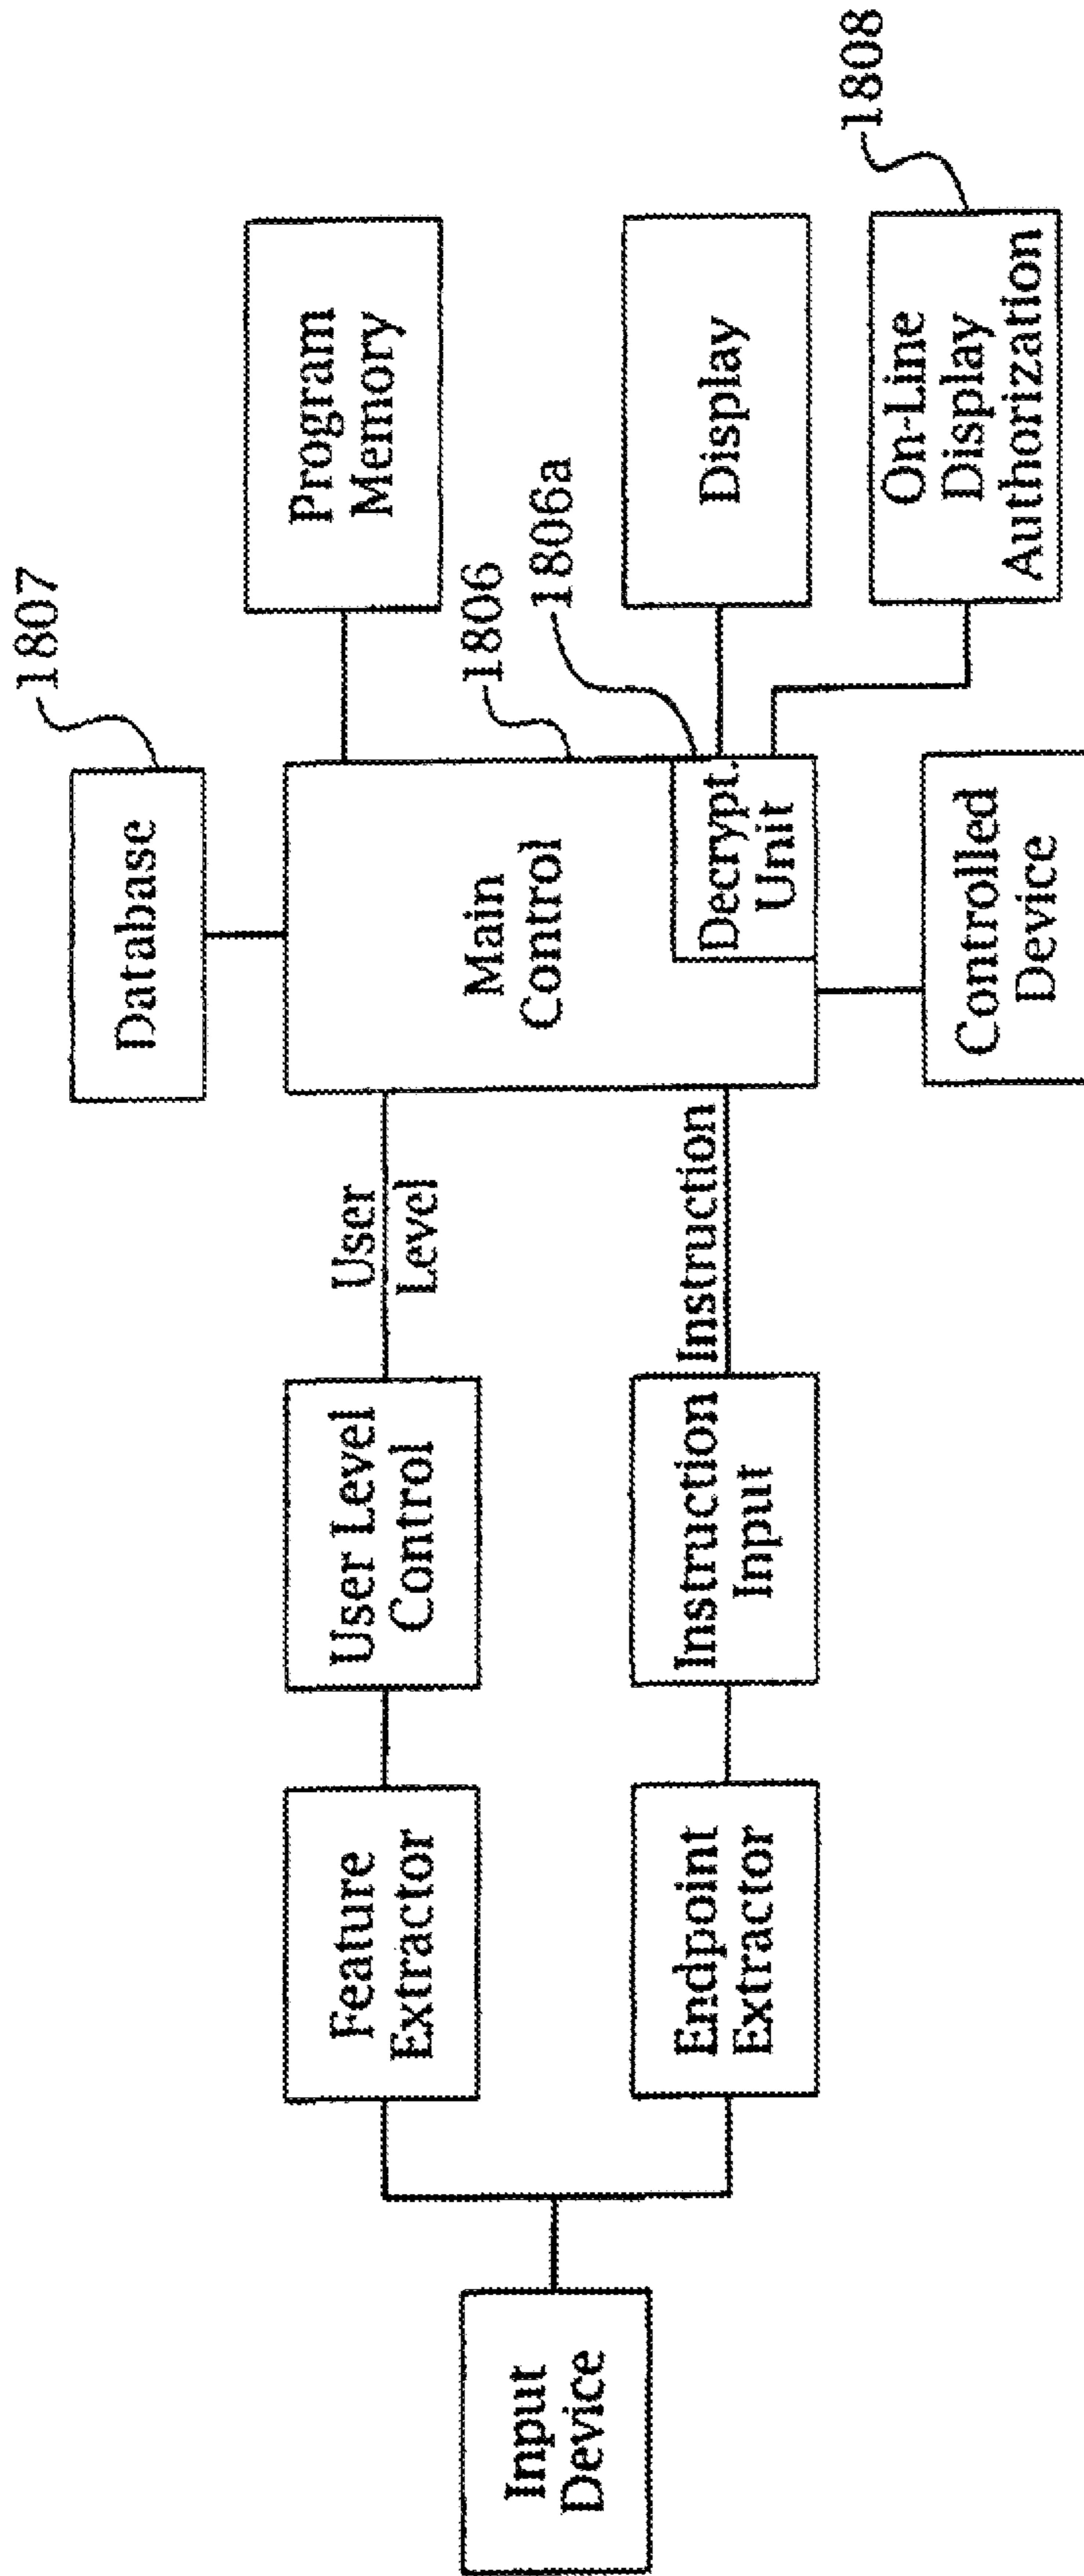 1807
Database
Program
Memory
1806
1806a
Main
Control
Decrypt.
Unit
Display
On-Line
Display
Authorization
1808
Controlled
Device
User
Level
Instruction
User Level
Control
Instruction
Input
Feature
Extractor
Endpoint
Extractor
Input
Device